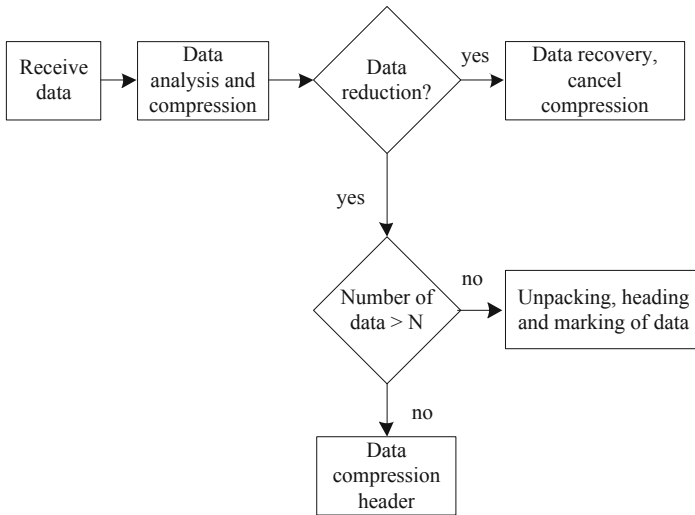 Receive
data
Data
analysis and
compression
Data
reduction?
yes
Data recovery,
cancel
compression
yes
Number of
data > N
no
Unpacking, heading
and marking of data
no
Data
compression
header